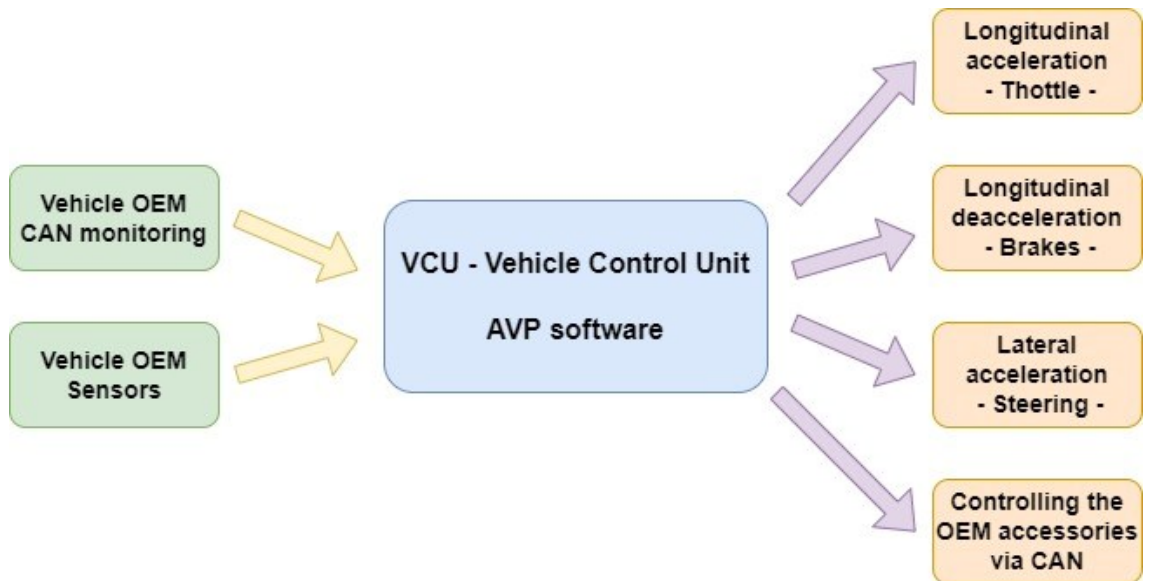 Vehicle OEM
CAN monitoring
Vehicle OEM
Sensors
VCU - Vehicle Control Unit
AVP software
Longitudinal
acceleration
- Thottle -
Longitudinal
deacceleration
- Brakes -
Lateral
acceleration
- Steering -
Controlling the
OEM accessories
via CAN